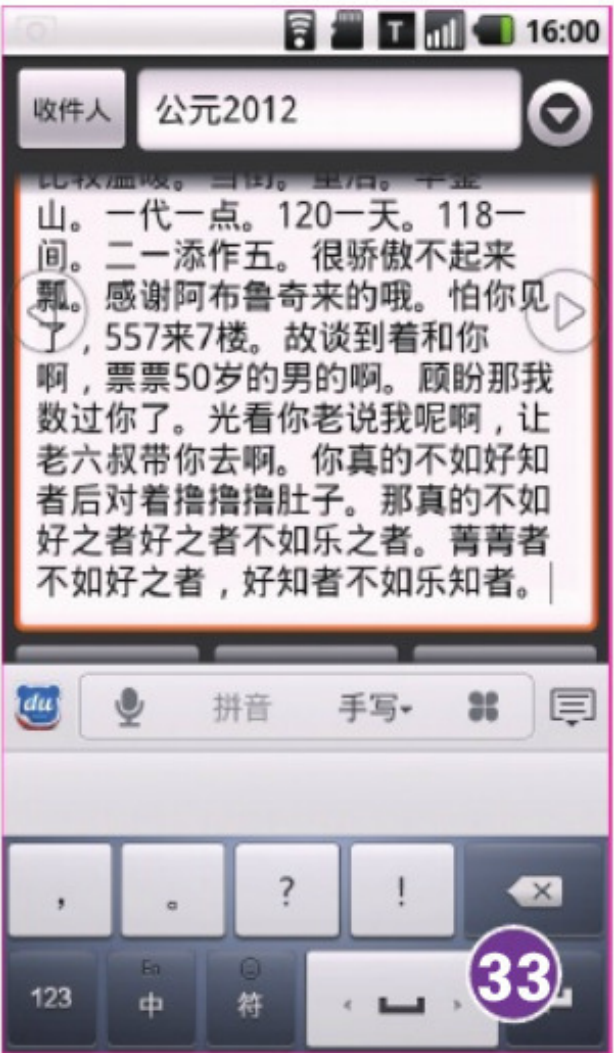 T 16:00
收件人 公元2012
山。一代一点。120一天。118一
间。二一添作五。很骄傲不起来
瓢。感谢阿布鲁奇来的哦。怕你见
了，557来7楼。故谈到着和你
啊，票票50岁的男的啊。顾盼那我
数过你了。光看你老说我呢啊，让
老六叔带你去啊。你真的不如好知
者后对着撸撸撸肚子。那真的不如
好之者好之者不如乐之者。菁菁者
不如好之者，好知者不如乐知者。
du 拼音 手写
， 。 ? !
En
123 中 符 33